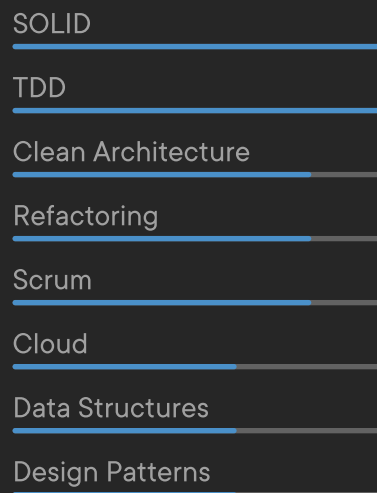 SOLID
TDD
Clean Architecture
Refactoring
Scrum
Cloud
Data Structures
Design Patterns